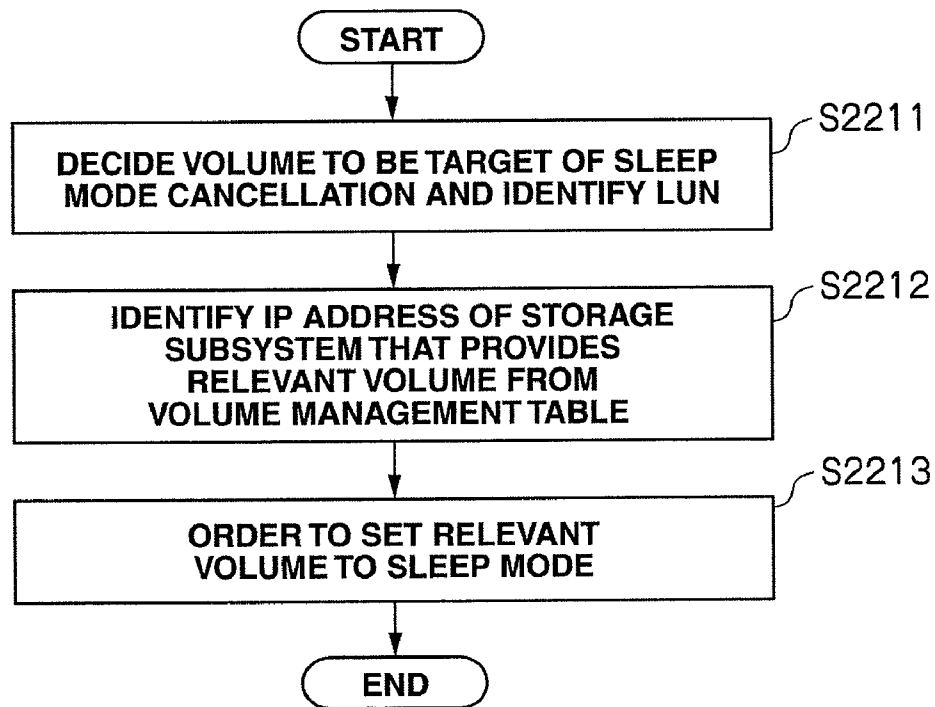 START
S2211
DECIDE VOLUME TO BE TARGET OF SLEEP
MODE CANCELLATION AND IDENTIFY LUN
S2212
IDENTIFY IP ADDRESS OF STORAGE
SUBSYSTEM THAT PROVIDES
RELEVANT VOLUME FROM
VOLUME MANAGEMENT TABLE
S2213
ORDER TO SET RELEVANT
VOLUME TO SLEEP MODE
END